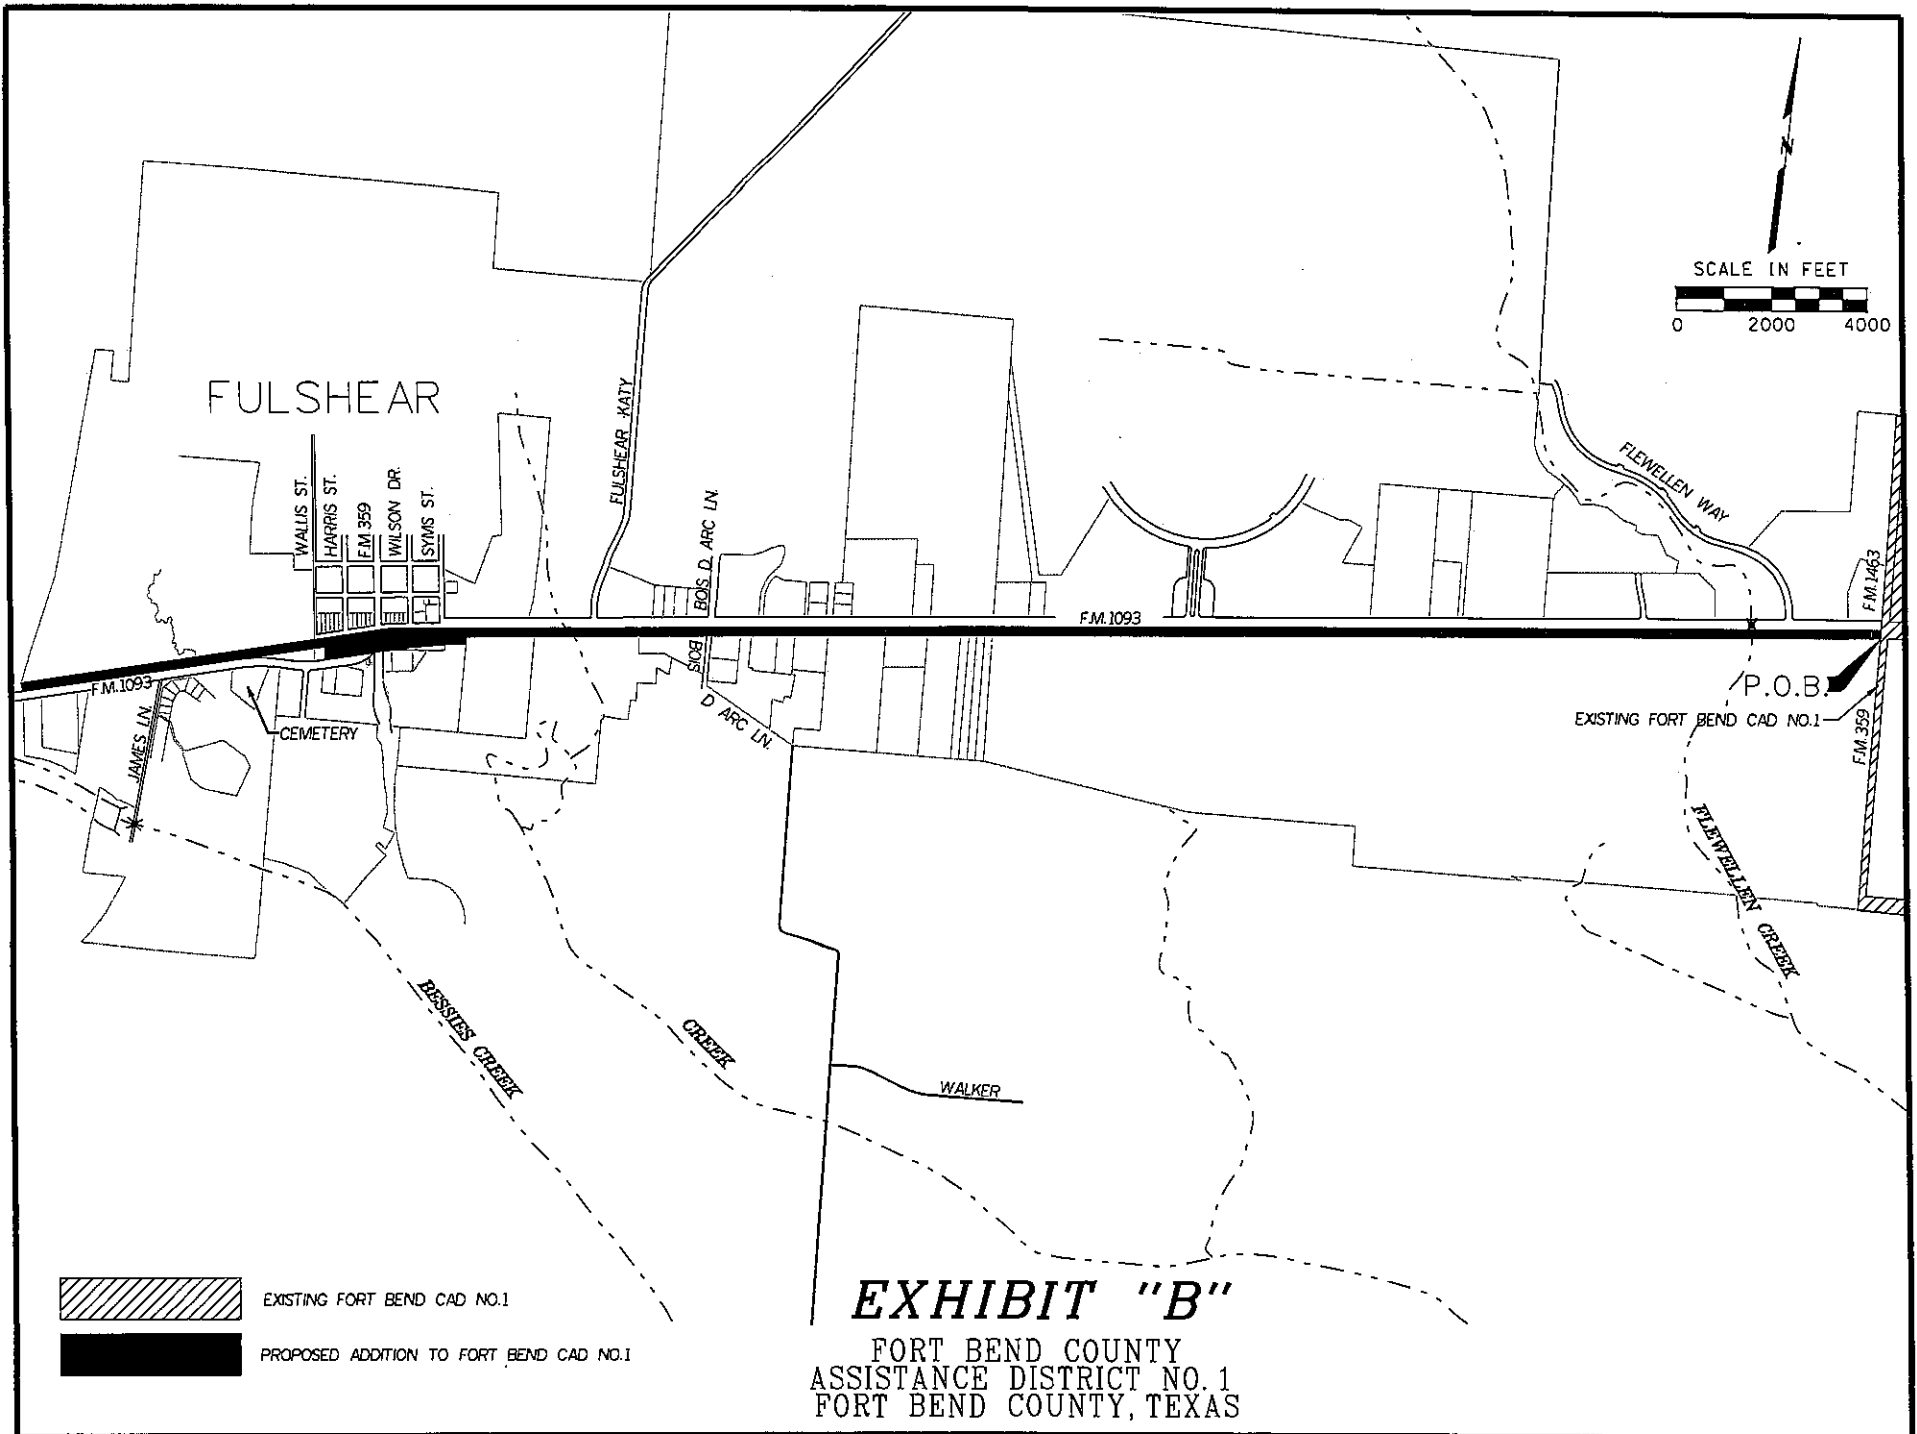 N
SCALE IN FEET
0 2000 4000
FULSHEAR
WALLIS ST.
HARRIS ST.
F.M.359
WILSON DR.
SYMS ST.
FULSHEAR KATY
BOIS D ARC LN.
FLEWELLEN WAY
F.M.1463
F.M.1093
F.M.1093
BOIS
D ARC LN.
P.O.B.
EXISTING FORT BEND CAD NO.1
F.M.359
CEMETERY
JAMES LN.
FLEWELLEN CREEK
BESSIES CREEK
CREEK
WALKER
EXISTING FORT BEND CAD NO.1
PROPOSED ADDITION TO FORT BEND CAD NO.1
EXHIBIT "B"
FORT BEND COUNTY
ASSISTANCE DISTRICT NO. 1
FORT BEND COUNTY, TEXAS